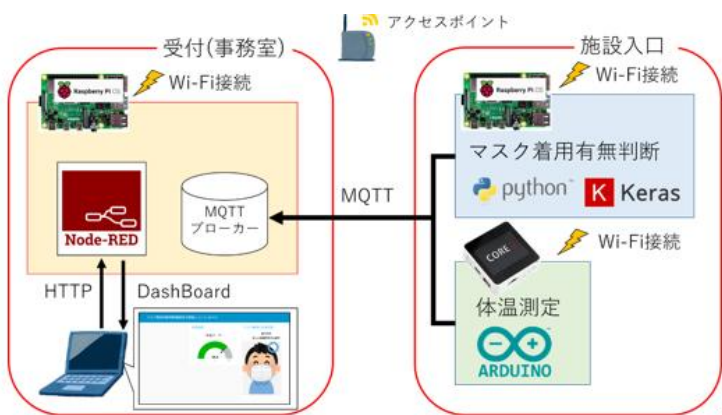 アクセスポイント
受付(事務室)
Raspberry Pi OS
Wi-Fi接続
Node-RED
MQTT
ブローカー
HTTP
DashBoard
MQTT
施設入口
Raspberry Pi OS
Wi-Fi接続
マスク着用有無判断
python
K Keras
CORE
Wi-Fi接続
体温測定
ARDUINO